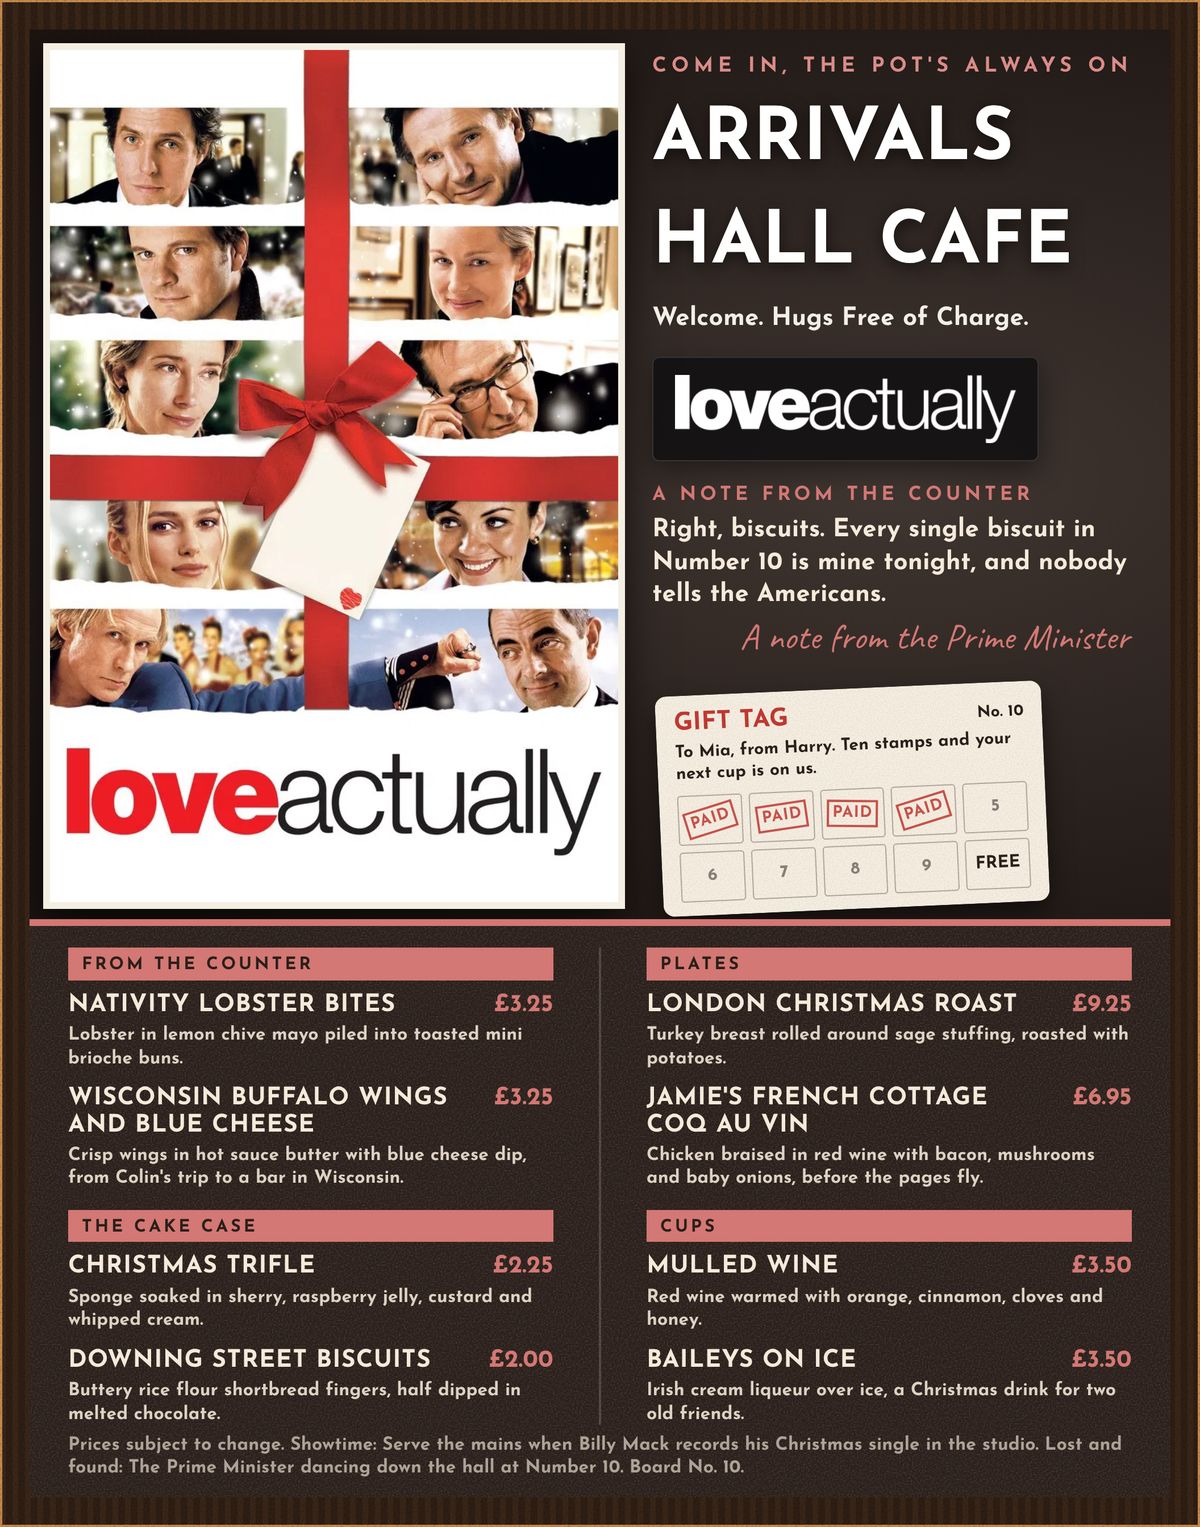 COME IN, THE POT'S ALWAYS ON
ARRIVALS
HALL CAFE
Welcome. Hugs Free of Charge.
loveactually
A NOTE FROM THE COUNTER
Right, biscuits. Every single biscuit in
Number 10 is mine tonight, and nobody
tells the Americans.
A note from the Prime Minister
GIFT TAG
No. 10
To Mia, from Harry. Ten stamps and your
next cup is on us.
PAID PAID PAID PAID 5
6 7 8 9 FREE
loveactually
FROM THE COUNTER
NATIVITY LOBSTER BITES £3.25
Lobster in lemon chive mayo piled into toasted mini
brioche buns.
WISCONSIN BUFFALO WINGS £3.25
AND BLUE CHEESE
Crisp wings in hot sauce butter with blue cheese dip,
from Colin's trip to a bar in Wisconsin.
THE CAKE CASE
CHRISTMAS TRIFLE £2.25
Sponge soaked in sherry, raspberry jelly, custard and
whipped cream.
DOWNING STREET BISCUITS £2.00
Buttery rice flour shortbread fingers, half dipped in
melted chocolate.
PLATES
LONDON CHRISTMAS ROAST £9.25
Turkey breast rolled around sage stuffing, roasted with
potatoes.
JAMIE'S FRENCH COTTAGE £6.95
COQ AU VIN
Chicken braised in red wine with bacon, mushrooms
and baby onions, before the pages fly.
CUPS
MULLED WINE £3.50
Red wine warmed with orange, cinnamon, cloves and
honey.
BAILEYS ON ICE £3.50
Irish cream liqueur over ice, a Christmas drink for two
old friends.
Prices subject to change. Showtime: Serve the mains when Billy Mack records his Christmas single in the studio. Lost and
found: The Prime Minister dancing down the hall at Number 10. Board No. 10.